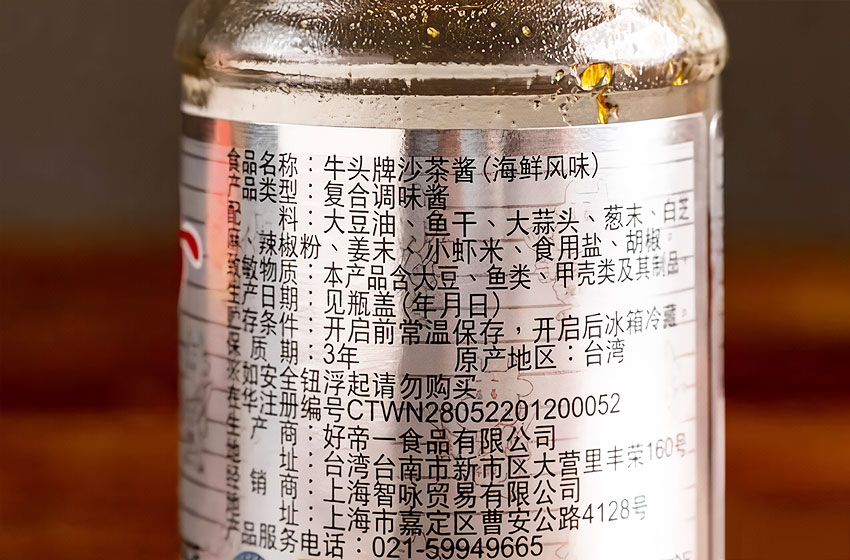 食品名称：牛头牌沙茶酱(海鲜风味)
产品类型：复合调味酱
配 料：大豆油、鱼干、大蒜头、葱末、白芝
麻、辣椒粉、姜末、小虾米、食用盐、胡椒。
致敏物质：本产品含大豆、鱼类、甲壳类及其制品。
生产日期：见瓶盖(年月日)
贮存条件：开启前常温保存，开启后冰箱冷藏。
保 质 期：3年 原产地区：台湾
※如安全钮浮起请勿购买
在华注册编号CTWN28052201200052
生产商：好帝一食品有限公司
地 址：台湾台南市新市区大营里丰荣160号
经销商：上海智咏贸易有限公司
地 址：上海市嘉定区曹安公路4128号
产品服务电话：021-59949665